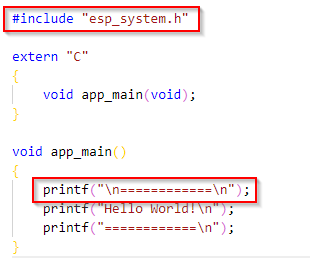 #include "esp_system.h"
extern "C"
{
void app_main(void);
}
void app_main()
{
printf("\n============\n");
printf("Hello World!\n");
printf("============\n");
}